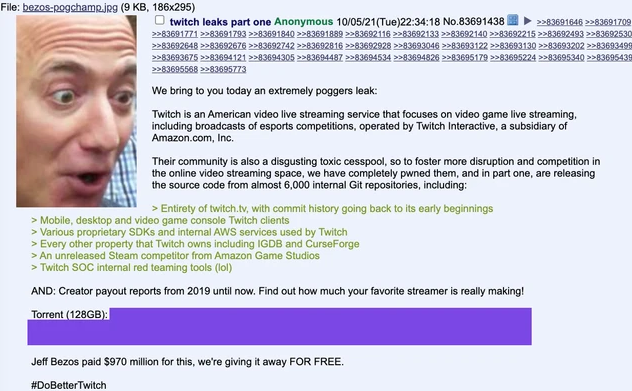 File: bezos-pogchamp.jpg (9 KB, 186x295)
twitch leaks part one Anonymous 10/05/21(Tue)22:34:18 No.83691438 >>83691646 >>83691709
>>83691771 >>83691793 >>83691840 >>83691889 >>83692116 >>83692133 >>83692140 >>83692215 >>83692493 >>83692530
>>83692648 >>83692676 >>83692742 >>83692816 >>83692928 >>83693046 >>83693122 >>83693130 >>83693202 >>8369349
>>83693675 >>83694121 >>83694305 >>83694487 >>83694534 >>83694826 >>83695179 >>83695224 >>83695340 >>8369543
>>83695568 >>83695773
We bring to you today an extremely poggers leak:
Twitch is an American video live streaming service that focuses on video game live streaming,
including broadcasts of esports competitions, operated by Twitch Interactive, a subsidiary of
Amazon.com, Inc.
Their community is also a disgusting toxic cesspool, so to foster more disruption and competition in
the online video streaming space, we have completely pwned them, and in part one, are releasing
the source code from almost 6,000 internal Git repositories, including:
> Entirety of twitch.tv, with commit history going back to its early beginnings
> Mobile, desktop and video game console Twitch clients
> Various proprietary SDKs and internal AWS services used by Twitch
> Every other property that Twitch owns including IGDB and CurseForge
> An unreleased Steam competitor from Amazon Game Studios
> Twitch SOC internal red teaming tools (lol)
AND: Creator payout reports from 2019 until now. Find out how much your favorite streamer is really making!
Torrent (128GB):
Jeff Bezos paid $970 million for this, we're giving it away FOR FREE.
#DoBetterTwitch